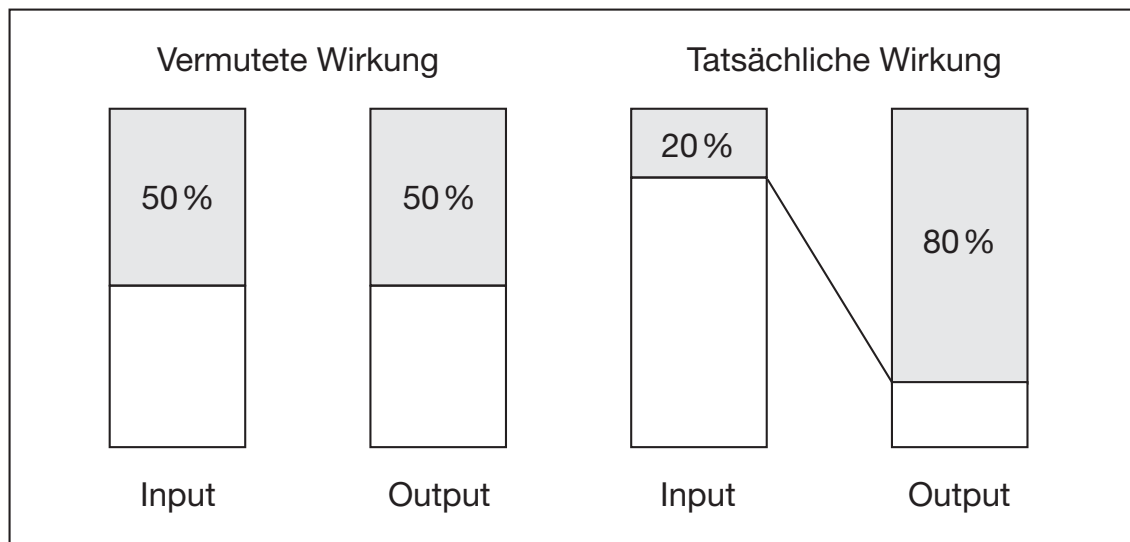 Vermutete Wirkung
Tatsächliche Wirkung
50 %
50 %
20 %
80 %
Input
Output
Input
Output